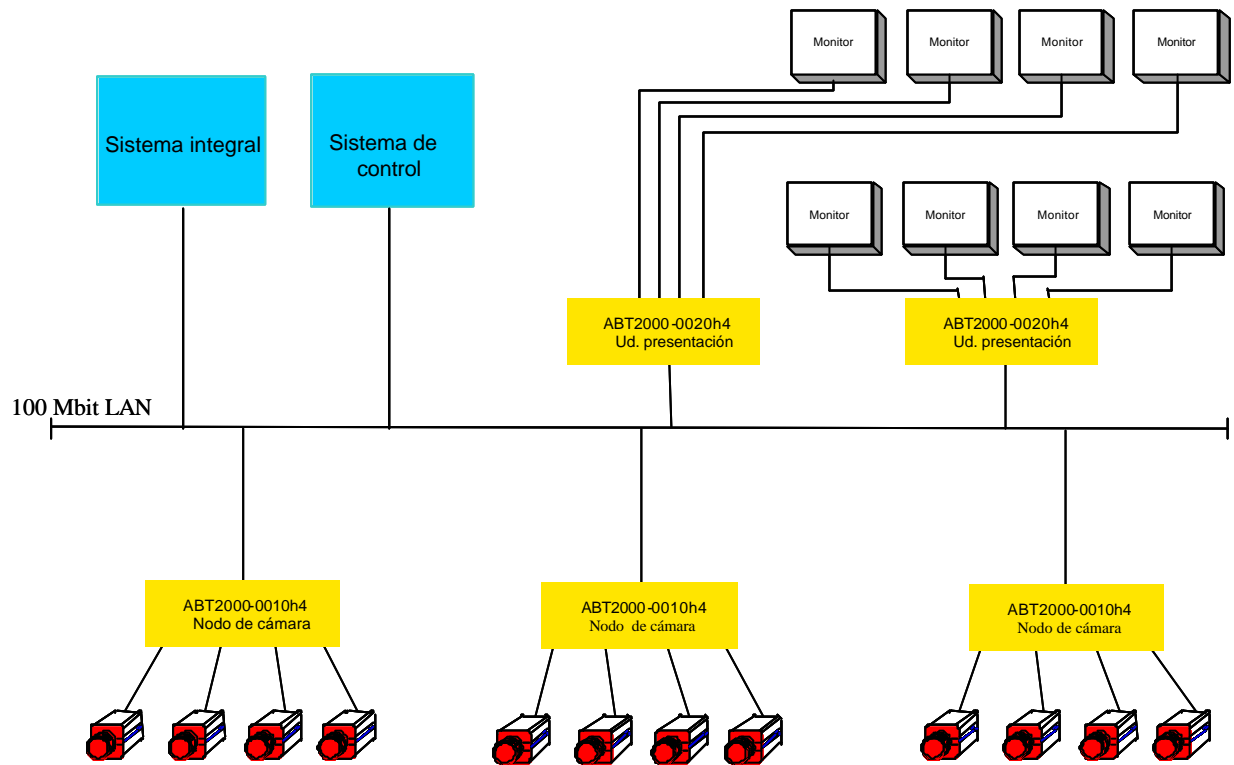 Monitor
Monitor
Monitor
Monitor
Sistema integral
Sistema de
control
Monitor
Monitor
Monitor
Monitor
ABT2000-0020h4
Ud. presentación
ABT2000-0020h4
Ud. presentación
100 Mbit LAN
ABT2000-0010h4
Nodo de cámara
ABT2000-0010h4
Nodo de cámara
ABT2000-0010h4
Nodo de cámara